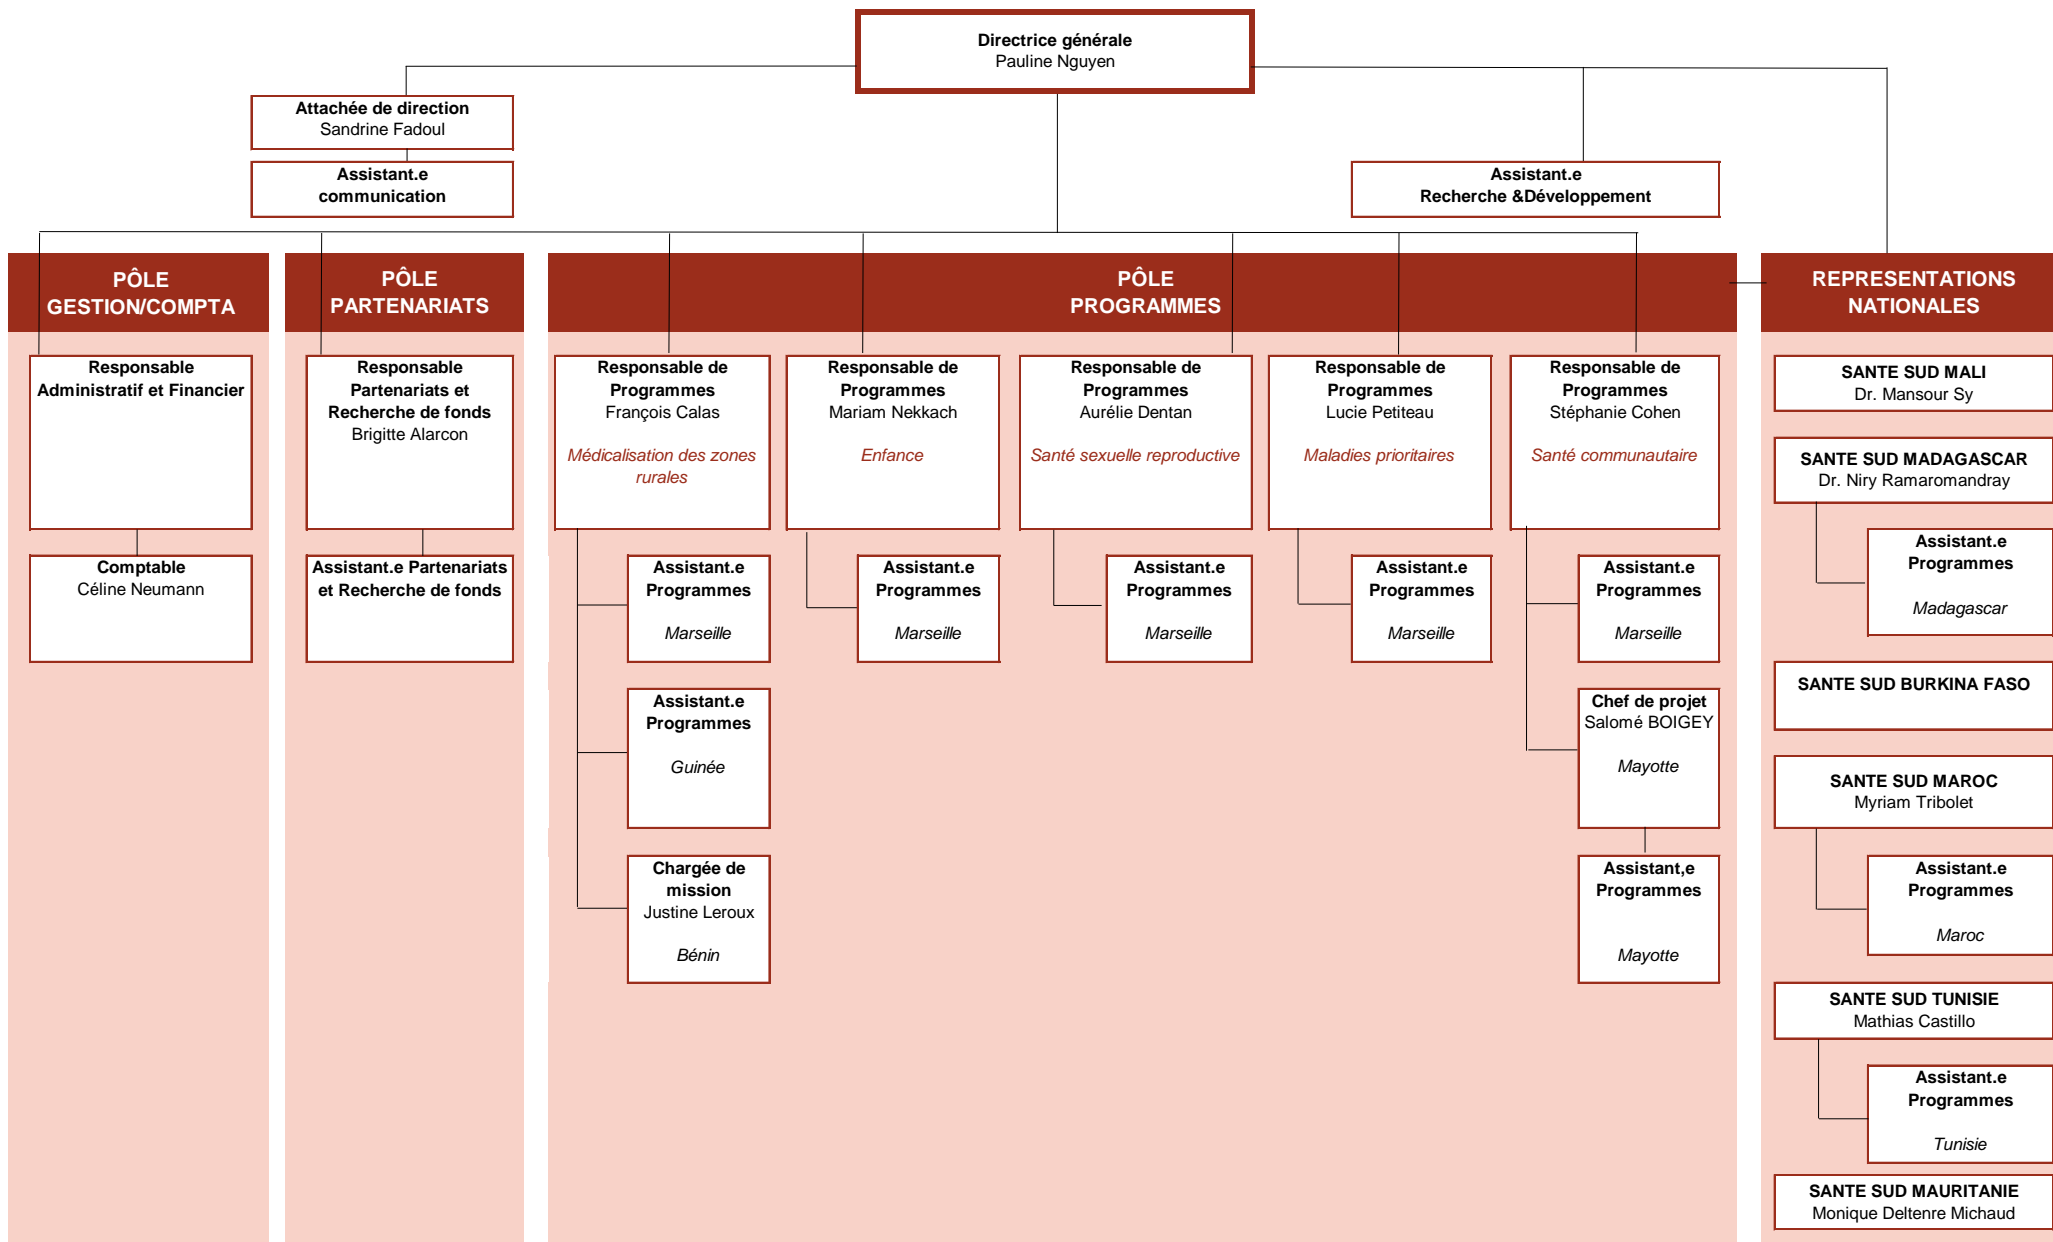 Directrice générale
Pauline Nguyen
Attachée de direction
Sandrine Fadoul
Assistant.e
communication
Assistant.e
Recherche &Développement
PÔLE
GESTION/COMPTA
Responsable
Administratif et Financier
Comptable
Céline Neumann
PÔLE
PARTENARIATS
Responsable
Partenariats et
Recherche de fonds
Brigitte Alarcon
Assistant.e Partenariats
et Recherche de fonds
PÔLE
PROGRAMMES
Responsable de
Programmes
François Calas
Médicalisation des zones
rurales
Assistant.e
Programmes
Marseille
Assistant.e
Programmes
Guinée
Chargée de
mission
Justine Leroux
Bénin
Responsable de
Programmes
Mariam Nekkach
Enfance
Assistant.e
Programmes
Marseille
Responsable de
Programmes
Aurélie Dentan
Santé sexuelle reproductive
Assistant.e
Programmes
Marseille
Responsable de
Programmes
Lucie Petiteau
Maladies prioritaires
Assistant.e
Programmes
Marseille
Responsable de
Programmes
Stéphanie Cohen
Santé communautaire
Assistant.e
Programmes
Marseille
Chef de projet
Salomé BOIGEY
Mayotte
Assistant,e
Programmes
Mayotte
REPRESENTATIONS
NATIONALES
SANTE SUD MALI
Dr. Mansour Sy
SANTE SUD MADAGASCAR
Dr. Niry Ramaromandray
Assistant.e
Programmes
Madagascar
SANTE SUD BURKINA FASO
SANTE SUD MAROC
Myriam Tribolet
Assistant.e
Programmes
Maroc
SANTE SUD TUNISIE
Mathias Castillo
Assistant.e
Programmes
Tunisie
SANTE SUD MAURITANIE
Monique Deltenre Michaud